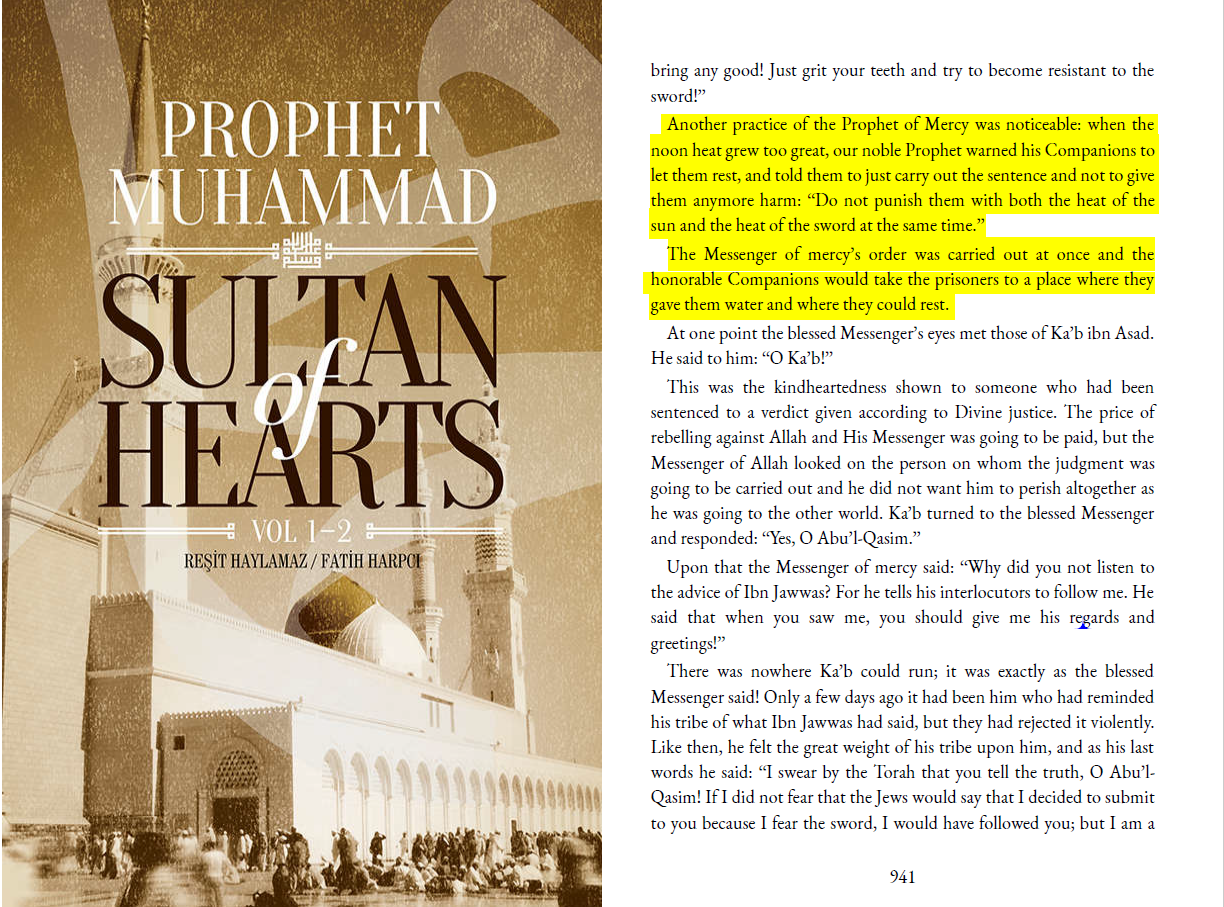 PROPHET
MUHAMMAD
SULTAN
of
HEARTS
VOL 1–2
REŞİT HAYLAMAZ / FATİH HARPCI
bring any good! Just grit your teeth and try to become resistant to the
sword!”
Another practice of the Prophet of Mercy was noticeable: when the
noon heat grew too great, our noble Prophet warned his Companions to
let them rest, and told them to just carry out the sentence and not to give
them anymore harm: “Do not punish them with both the heat of the
sun and the heat of the sword at the same time.”
The Messenger of mercy’s order was carried out at once and the
honorable Companions would take the prisoners to a place where they
gave them water and where they could rest.
At one point the blessed Messenger’s eyes met those of Ka’b ibn Asad.
He said to him: “O Ka’b!”
This was the kindheartedness shown to someone who had been
sentenced to a verdict given according to Divine justice. The price of
rebelling against Allah and His Messenger was going to be paid, but the
Messenger of Allah looked on the person on whom the judgment was
going to be carried out and he did not want him to perish altogether as
he was going to the other world. Ka’b turned to the blessed Messenger
and responded: “Yes, O Abu’l-Qasim.”
Upon that the Messenger of mercy said: “Why did you not listen to
the advice of Ibn Jawwas? For he tells his interlocutors to follow me. He
said that when you saw me, you should give me his regards and
greetings!”
There was nowhere Ka’b could run; it was exactly as the blessed
Messenger said! Only a few days ago it had been him who had reminded
his tribe of what Ibn Jawwas had said, but they had rejected it violently.
Like then, he felt the great weight of his tribe upon him, and as his last
words he said: “I swear by the Torah that you tell the truth, O Abu’l-
Qasim! If I did not fear that the Jews would say that I decided to submit
to you because I fear the sword, I would have followed you; but I am a
941